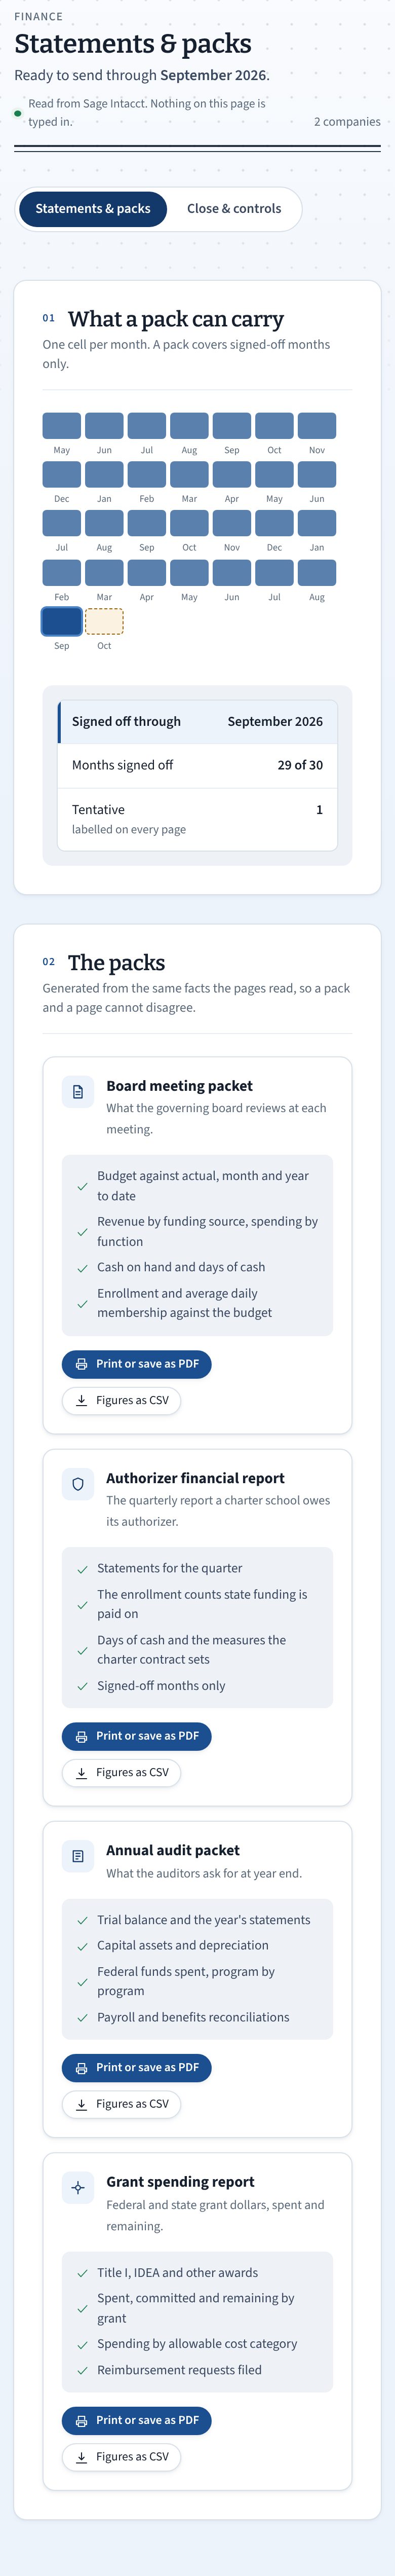 FINANCE
Statements & packs
Ready to send through September 2026.
Read from Sage Intacct. Nothing on this page is
typed in.
2 companies
Statements & packs
Close & controls
01 What a pack can carry
One cell per month. A pack covers signed-off months
only.
May Jun Jul Aug Sep Oct Nov
Dec Jan Feb Mar Apr May Jun
Jul Aug Sep Oct Nov Dec Jan
Feb Mar Apr May Jun Jul Aug
Sep Oct
Signed off through September 2026
Months signed off 29 of 30
Tentative 1
labelled on every page
02 The packs
Generated from the same facts the pages read, so a pack
and a page cannot disagree.
Board meeting packet
What the governing board reviews at each
meeting.
Budget against actual, month and year
to date
Revenue by funding source, spending by
function
Cash on hand and days of cash
Enrollment and average daily
membership against the budget
Print or save as PDF
Figures as CSV
Authorizer financial report
The quarterly report a charter school owes
its authorizer.
Statements for the quarter
The enrollment counts state funding is
paid on
Days of cash and the measures the
charter contract sets
Signed-off months only
Print or save as PDF
Figures as CSV
Annual audit packet
What the auditors ask for at year end.
Trial balance and the year's statements
Capital assets and depreciation
Federal funds spent, program by
program
Payroll and benefits reconciliations
Print or save as PDF
Figures as CSV
Grant spending report
Federal and state grant dollars, spent and
remaining.
Title I, IDEA and other awards
Spent, committed and remaining by
grant
Spending by allowable cost category
Reimbursement requests filed
Print or save as PDF
Figures as CSV